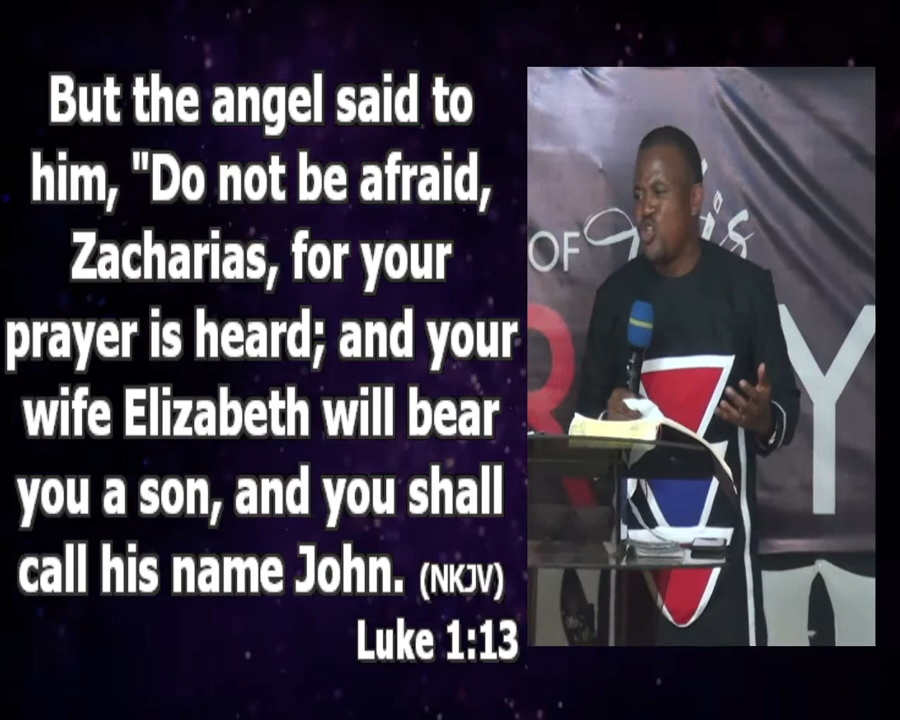 But the angel said to
him, "Do not be afraid,
Zacharias, for your
prayer is heard; and your
wife Elizabeth will bear
you a son, and you shall
call his name John. (NKJV)
Luke 1:13
OF
R Y